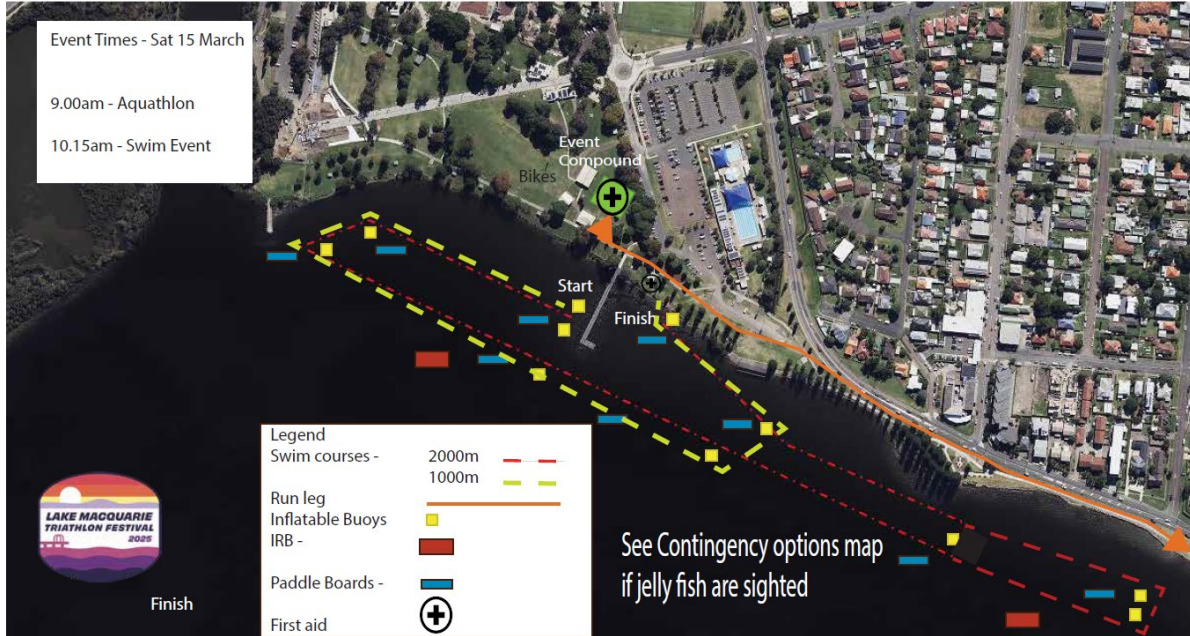 Event Times - Sat 15 March
9.00am - Aquathlon
10.15am - Swim Event
Event
Compound
Bikes
Start
Finish
Legend
Swim courses - 2000m
1000m
Run leg
Inflatable Buoys
IRB -
Paddle Boards -
First aid
See Contingency options map
if jelly fish are sighted
LAKE MACQUARIE
TRIATHLON FESTIVAL
2025
Finish